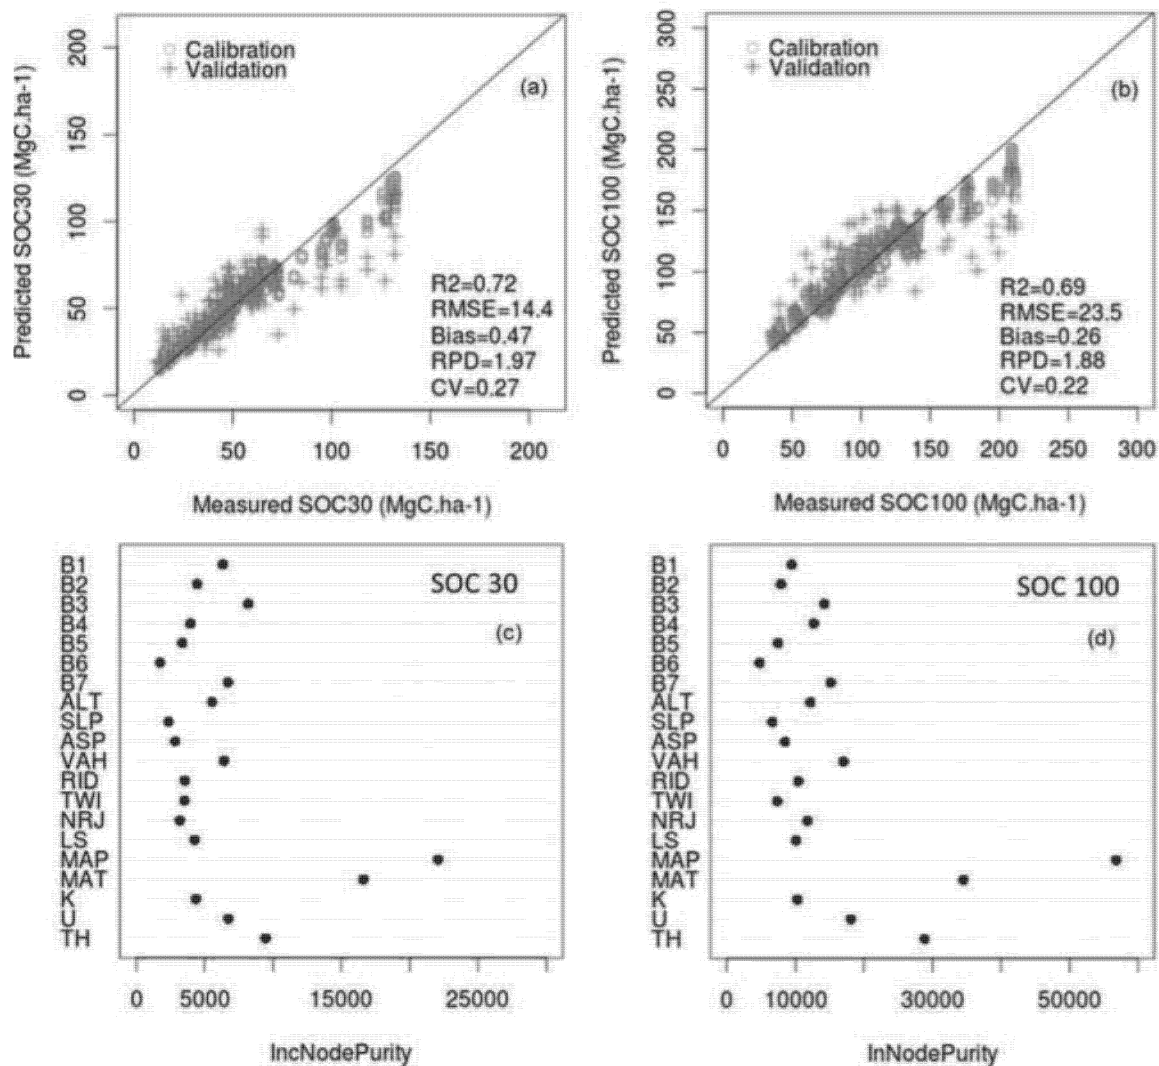 Predicted SOC30 (MgC.ha-1)
200
150
100
50
0
Calibration
Validation
(a)
R2=0.72
RMSE=14.4
Bias=0.47
RPD=1.97
CV=0.27
0 50 100 150 200
Measured SOC30 (MgC.ha-1)
Predicted SOC100 (MgC.ha-1)
300
250
200
150
100
50
0
Calibration
Validation
(b)
R2=0.69
RMSE=23.5
Bias=0.26
RPD=1.88
CV=0.22
0 50 100 150 200 250 300
Measured SOC100 (MgC.ha-1)
B1
B2
B3
B4
B5
B6
B7
ALT
SLP
ASP
VAH
RID
TWI
NRJ
LS
MAP
MAT
K
U
TH
SOC 30
(c)
0 5000 15000 25000
IncNodePurity
B1
B2
B3
B4
B5
B6
B7
ALT
SLP
ASP
VAH
RID
TWI
NRJ
LS
MAP
MAT
K
U
TH
SOC 100
(d)
0 10000 30000 50000
InNodePurity